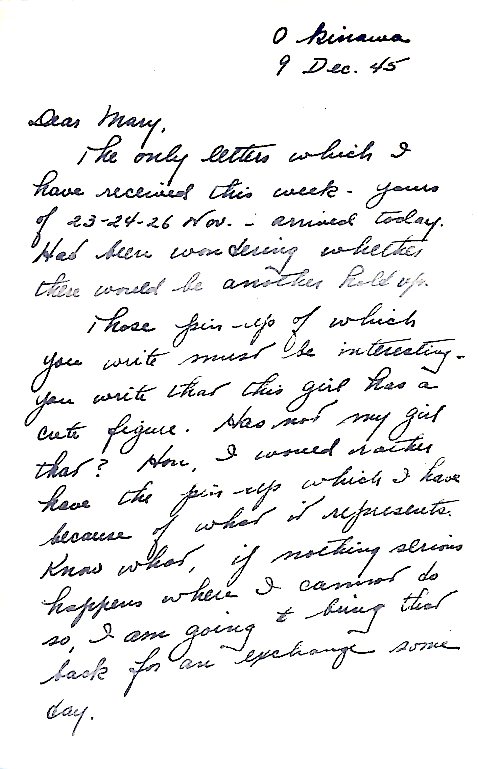 Okinawa
9 Dec. 45
Dear Mary,
The only letters which I
have received this week - yours
of 23-24-26 Nov. - arrived today.
Had been wondering whether
there would be another hold up.
Those pin-up of which
you write must be interesting -
you write that this girl has a
cute figure. Has not my girl
that? Hon, I would rather
have the pin-up which I have
because of what it represents.
Know what, if nothing serious
happens where I cannot do
so, I am going to bring that
back for an exchange some
day.